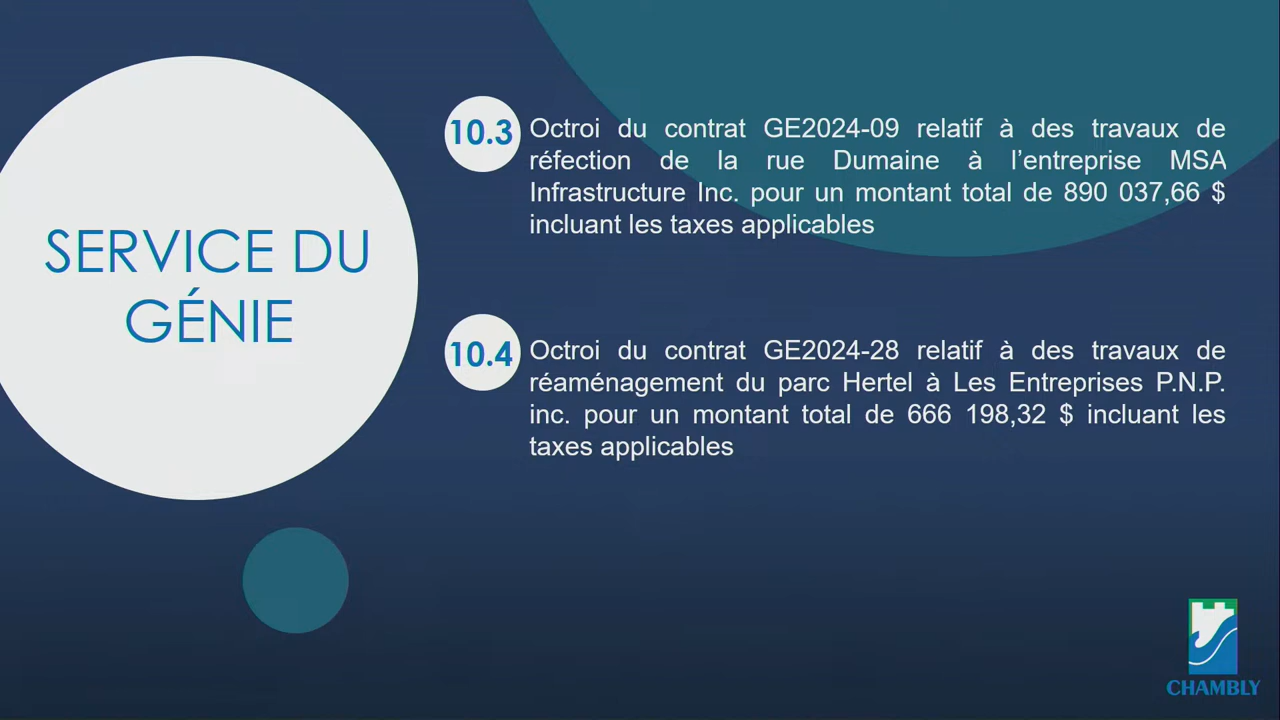 SERVICE DU
GÉNIE
10.3
Octroi du contrat GE2024-09 relatif à des travaux de
réfection de la rue Dumaine à l’entreprise MSA
Infrastructure Inc. pour un montant total de 890 037,66 $
incluant les taxes applicables
10.4
Octroi du contrat GE2024-28 relatif à des travaux de
réaménagement du parc Hertel à Les Entreprises P.N.P.
inc. pour un montant total de 666 198,32 $ incluant les
taxes applicables
CHAMBLY